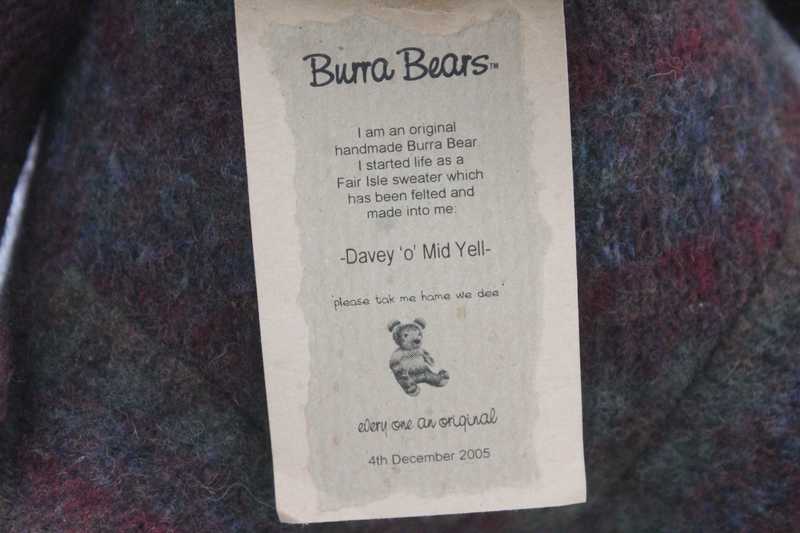 Burra Bears™
I am an original
handmade Burra Bear
I started life as a
Fair Isle sweater which
has been felted and
made into me:
-Davey 'o' Mid Yell-
'please tak me hame we dee'
every one an original
4th December 2005